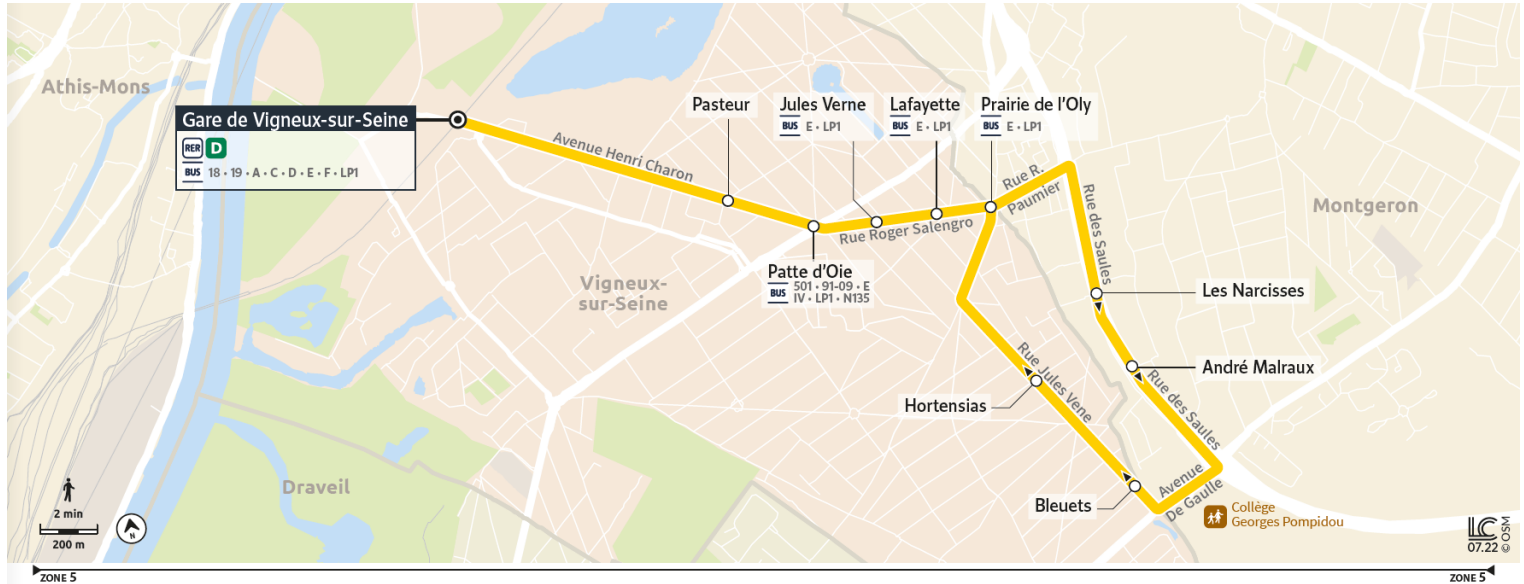 Athis-Mons
Gare de Vigneux-sur-Seine
RER D
BUS 18 • 19 • A • C • D • E • F • LP1
Avenue Henri Charon
Pasteur
Jules Verne
BUS E • LP1
Lafayette
BUS E • LP1
Prairie de l'Oly
BUS E • LP1
Rue R.
Paumier
Rue des Saules
Montgeron
Rue Roger Salengro
Patte d'Oie
BUS 501 • 91-09 • E
IV • LP1 • N135
Vigneux-
sur-Seine
Les Narcisses
André Malraux
Rue des Saules
Rue Jules Vene
Hortensias
Bleuets
Avenue
De Gaulle
Collège
Georges Pompidou
Draveil
2 min
200 m
N
LC
07.22 © OSM
ZONE 5
ZONE 5